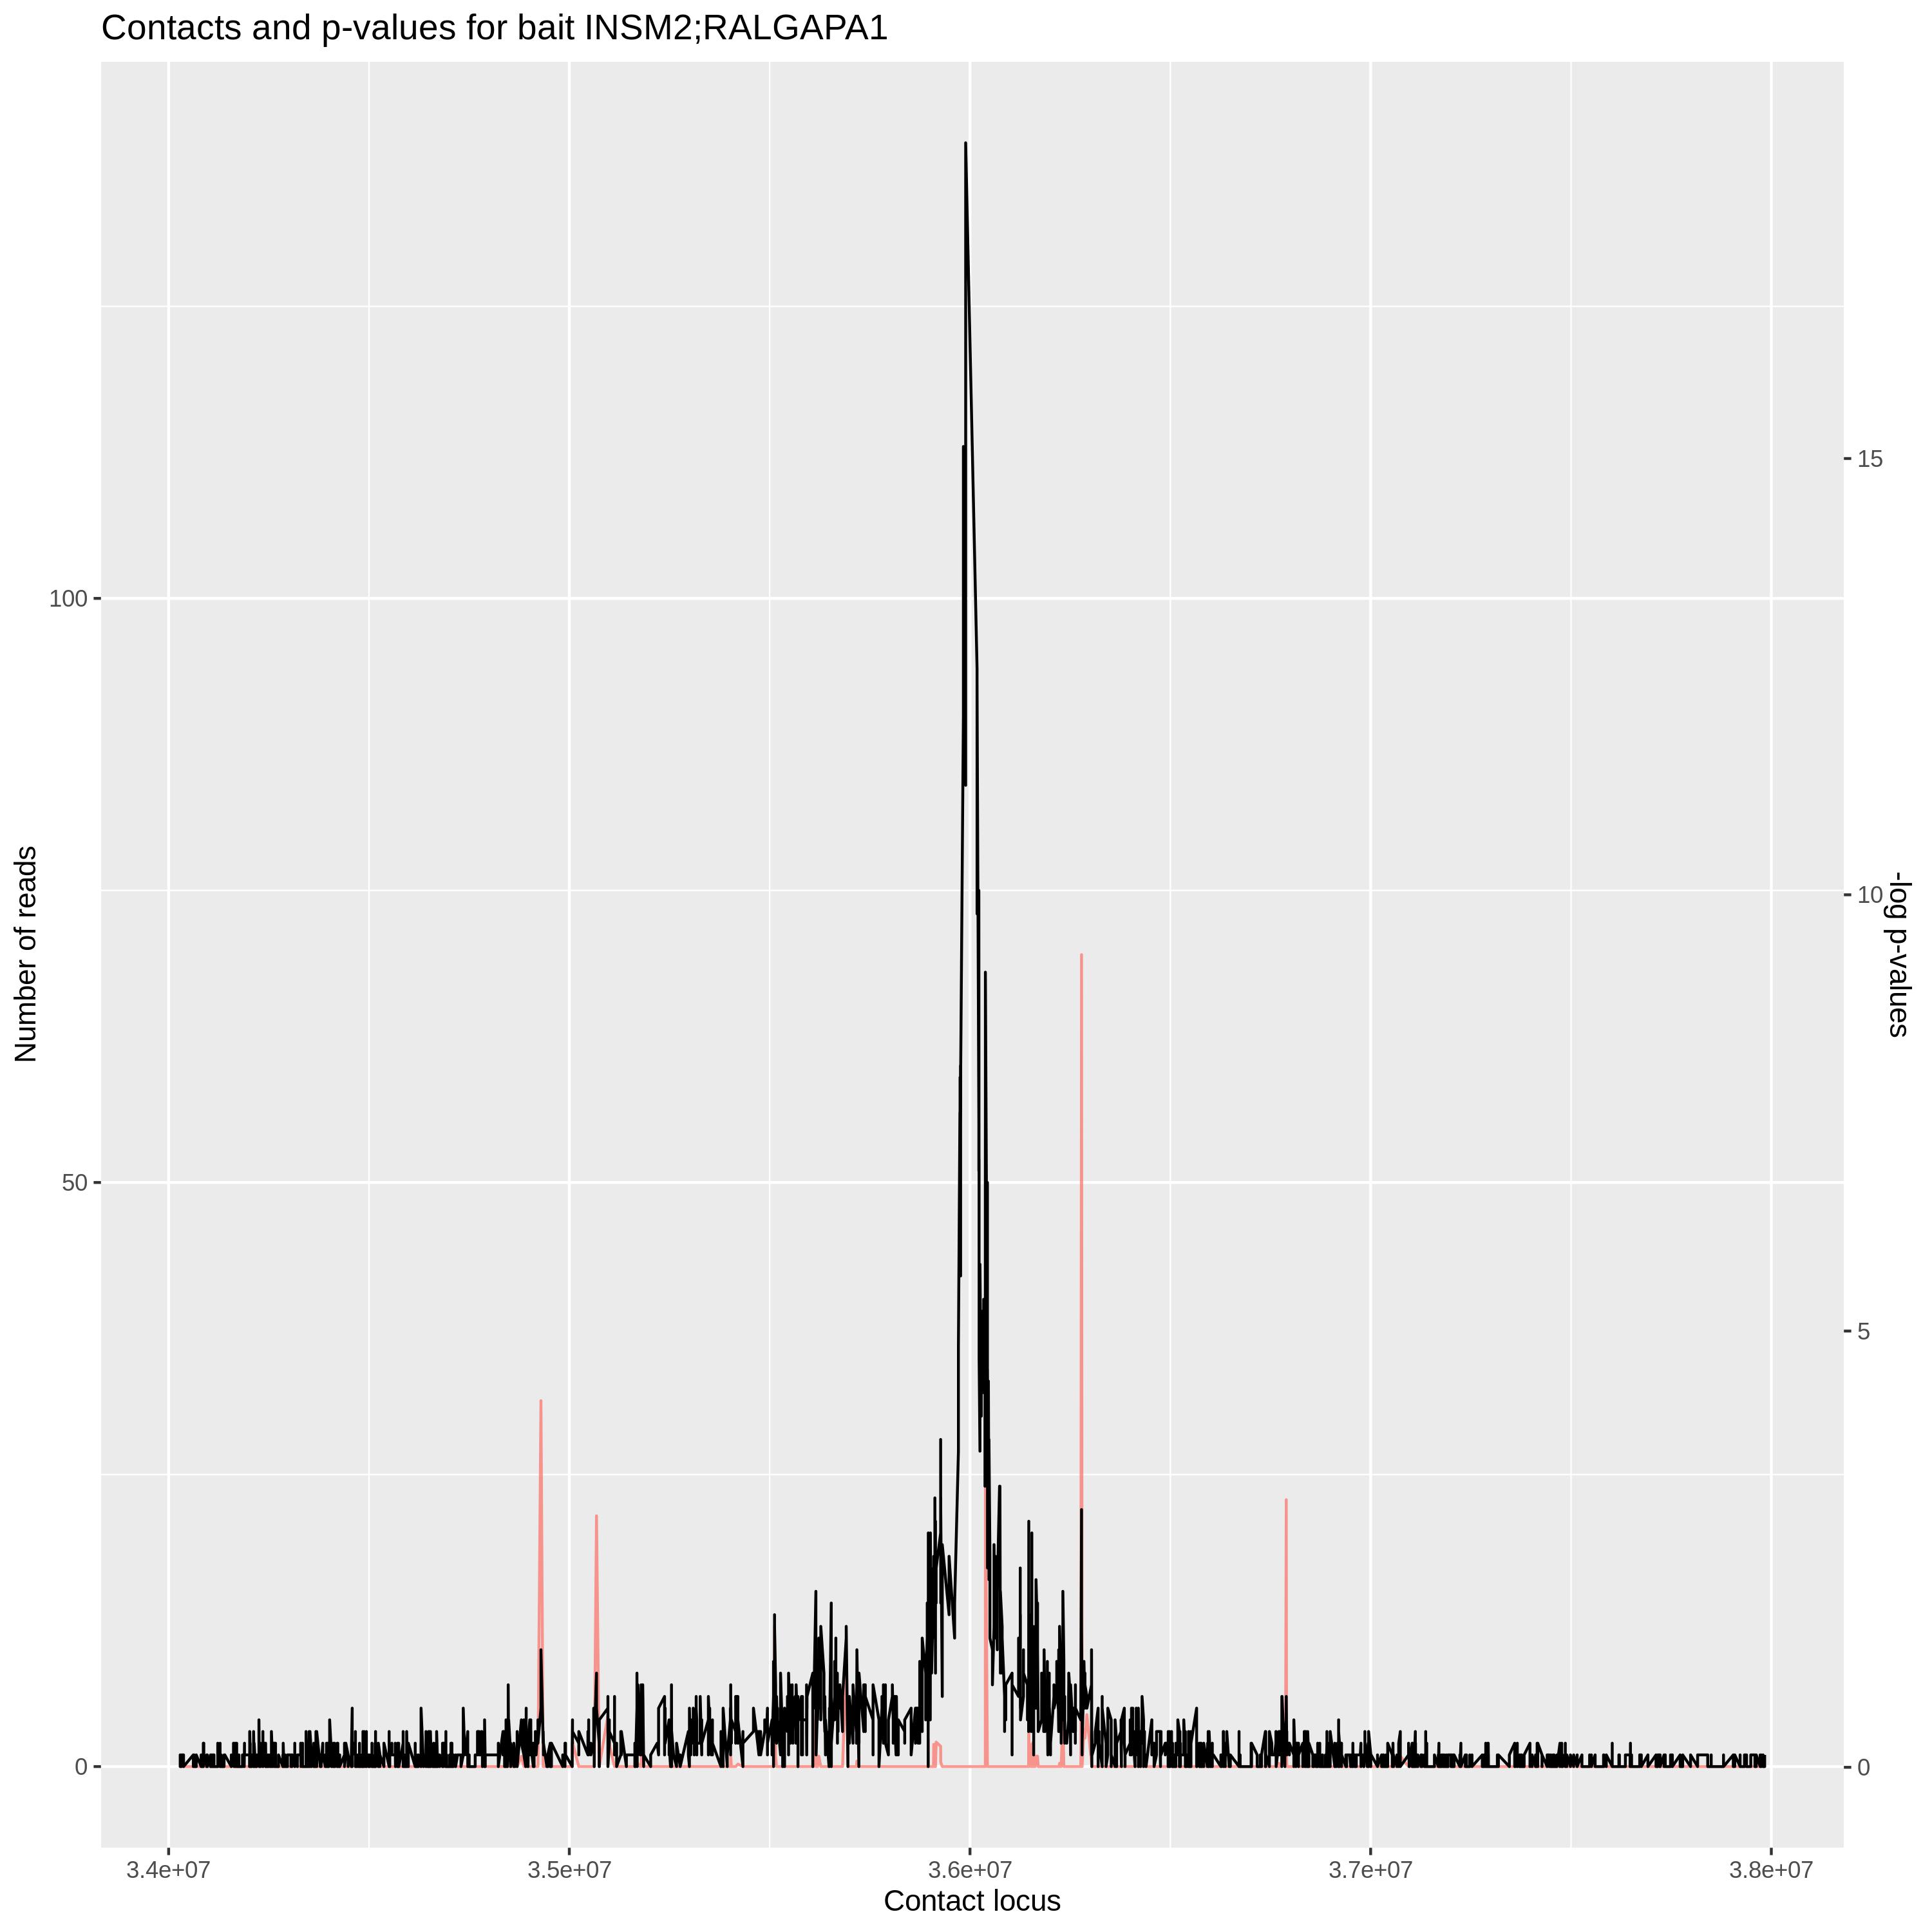 Contacts and p-values for bait INSM2;RALGAPA1
Number of reads
100
50
0
15
10
5
0
-log p-values
3.4e+07 3.5e+07 3.6e+07 3.7e+07 3.8e+07
Contact locus